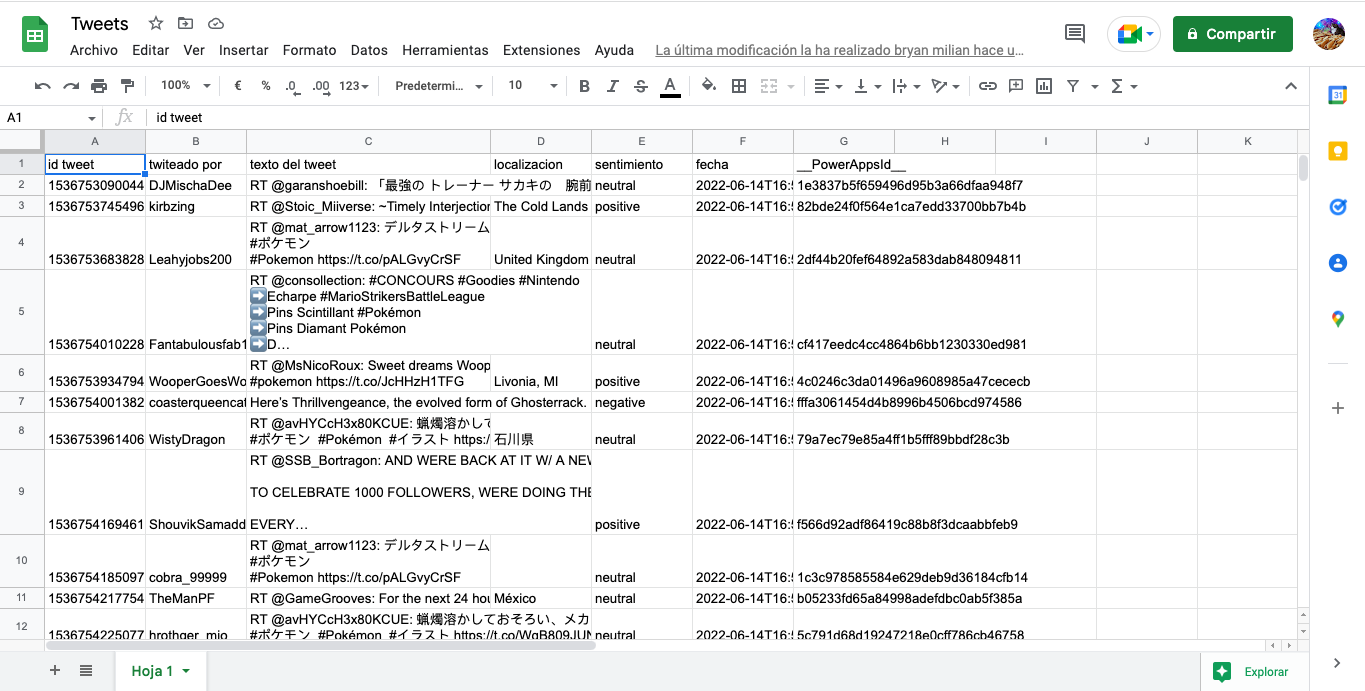 Tweets
Archivo Editar Ver Insertar Formato Datos Herramientas Extensiones Ayuda La última modificación la ha realizado bryan milian hace u…
Compartir
100% € % .0 .00 123 Predetermi... 10 B I S A
31
A1 fx id tweet
A B C D E F G H I J K
1 id tweet twiteado por texto del tweet localizacion sentimiento fecha __PowerAppsId__
2 1536753090044 DJMischaDee RT @garanshoebill: 「最強の トレーナー サカキの 腕前 neutral 2022-06-14T16: 1e3837b5f659496d95b3a66dfaa948f7
3 1536753745496 kirbzing RT @Stoic_Miiverse: ~Timely Interjection The Cold Lands positive 2022-06-14T16: 82bde24f0f564e1ca7edd33700bb7b4b
RT @mat_arrow1123: デルタストリーム
#ポケモン
4 1536753683828 Leahyjobs200 #Pokemon https://t.co/pALGvyCrSF United Kingdom neutral 2022-06-14T16: 2df44b20fef64892a583dab848094811
RT @consollection: #CONCOURS #Goodies #Nintendo
➡Echarpe #MarioStrikersBattleLeague
➡Pins Scintillant #Pokémon
➡Pins Diamant Pokémon
5 1536754010228 Fantabulousfab1 ➡D… neutral 2022-06-14T16: cf417eedc4cc4864b6bb1230330ed981
RT @MsNicoRoux: Sweet dreams Woop
6 1536753934794 WooperGoesWo #pokemon https://t.co/JcHHzH1TFG Livonia, MI positive 2022-06-14T16: 4c0246c3da01496a9608985a47cececb
7 1536754001382 coasterqueencat Here's Thrillvengeance, the evolved form of Ghosterrack. negative 2022-06-14T16: fffa3061454d4b8996b4506bcd974586
RT @avHYCcH3x80KCUE: 蝋燭溶かして
8 1536753961406 WistyDragon #ポケモン #Pokémon #イラスト https:/ 石川県 neutral 2022-06-14T16: 79a7ec79e85a4ff1b5fff89bbdf28c3b
RT @SSB_Bortragon: AND WERE BACK AT IT W/ A NEW
TO CELEBRATE 1000 FOLLOWERS, WERE DOING THE
9 1536754169461 ShouvikSamadd EVERY… positive 2022-06-14T16: f566d92adf86419c88b8f3dcaabbfeb9
RT @mat_arrow1123: デルタストリーム
#ポケモン
10 1536754185097 cobra_99999 #Pokemon https://t.co/pALGvyCrSF neutral 2022-06-14T16: 1c3c978585584e629deb9d36184cfb14
11 1536754217754 TheManPF RT @GameGrooves: For the next 24 hou México neutral 2022-06-14T16: b05233fd65a84998adefdbc0ab5f385a
RT @avHYCcH3x80KCUE: 蝋燭溶かしておそろい、メカ
12 1536754225077 hrothger_mio #ポケモン #Pokémon #イラスト https://t.co/WgB809JUN neutral 2022-06-14T16: 5c791d68d19247218e0cff786cb46758
Hoja 1 Explorar